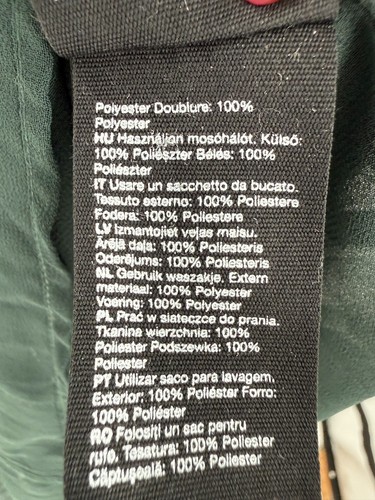 Polyester Doublure: 100%
Polyester
HU Használjon mosóhálót. Külső:
100% Poliészter Bélés: 100%
Poliészter
IT Usare un sacchetto da bucato.
Tessuto esterno: 100% Poliestere
Fodera: 100% Poliestere
LV Izmantojiet veļas maisu.
Ārējā daļa: 100% Poliesteris
Oderējums: 100% Poliesteris
NL Gebruik waszakje. Extern
materiaal: 100% Polyester
Voering: 100% Polyester
PL Prać w siateczce do prania.
Tkanina wierzchnia: 100%
Poliester Podszewka: 100%
Poliester
PT Utilizar saco para lavagem.
Exterior: 100% Poliéster Forro:
100% Poliéster
RO Folosiți un sac pentru
rufe. Țesatura: 100% Poliester
Căptușeală: 100% Poliester